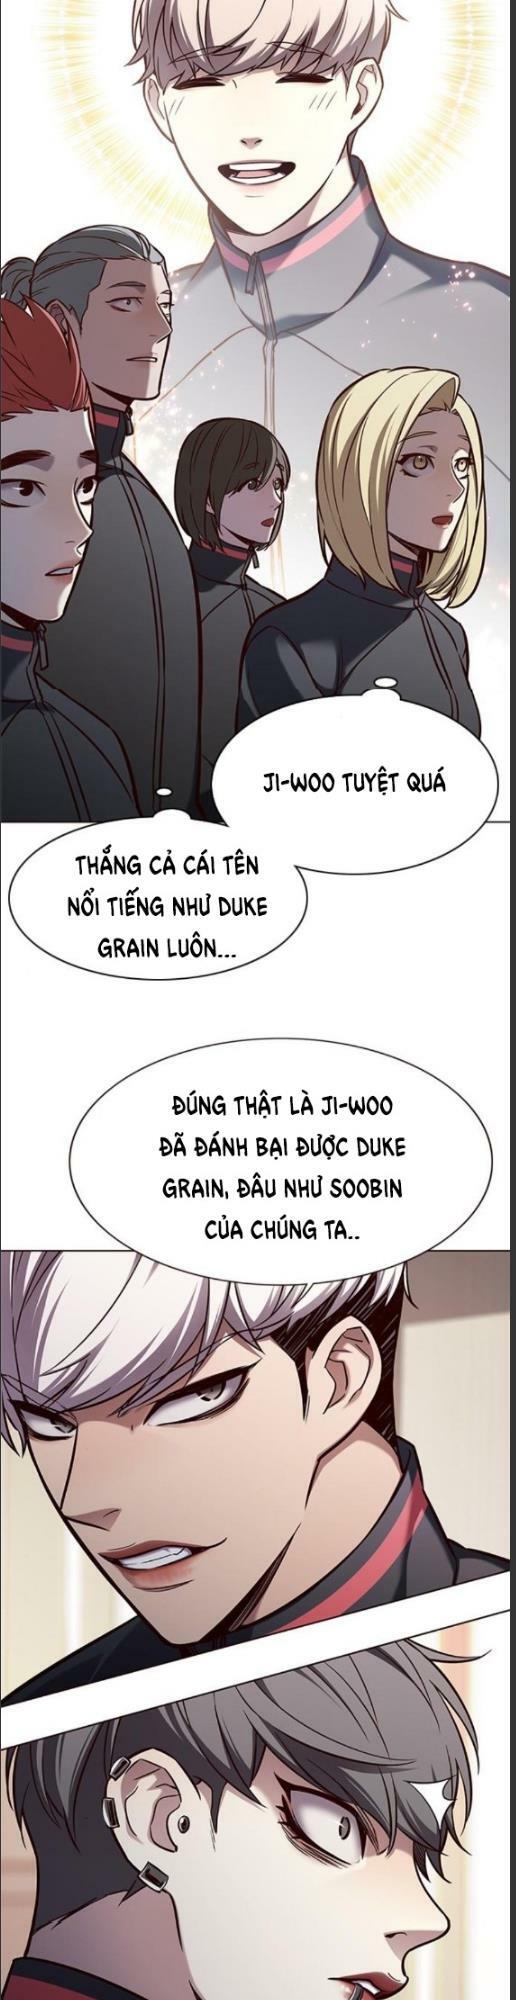 JI-WOO TUYỆT QUÁ
THẮNG CẢ CÁI TÊN
NỔI TIẾNG NHƯ DUKE
GRAIN LUÔN...
ĐÚNG THẬT LÀ JI-WOO
ĐÃ ĐÁNH BẠI ĐƯỢC DUKE
GRAIN, ĐÂU NHƯ SOOBIN
CỦA CHÚNG TA..